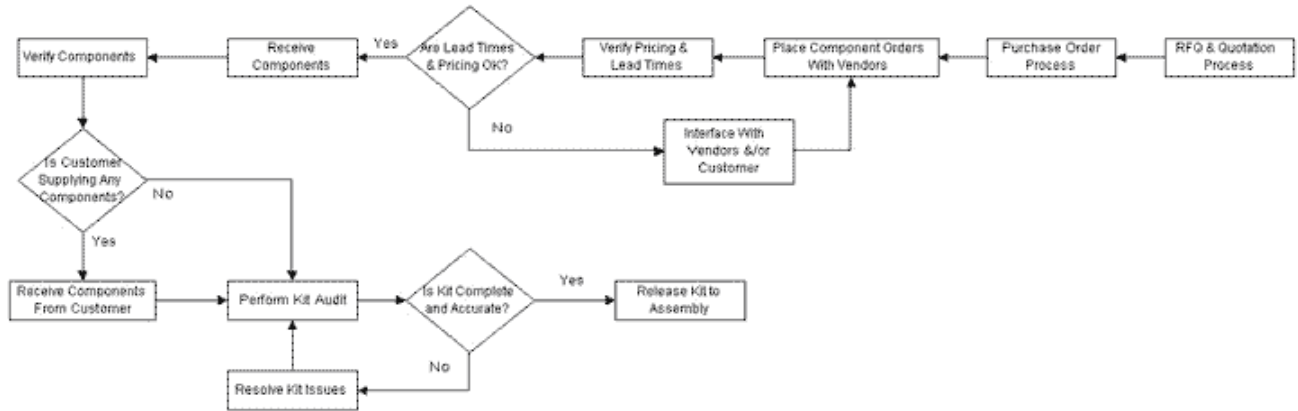 Verify Components
Receive
Components
Yes
Are Lead Times
& Pricing OK?
Verify Pricing &
Lead Times
Place Component Orders
With Vendors
Purchase Order
Process
RFQ & Quotation
Process
No
Interface With
Vendors &/or
Customer
Is Customer
Supplying Any
Components?
No
Yes
Receive Components
From Customer
Perform Kit Audit
Is Kit Complete
and Accurate?
Yes
Release Kit to
Assembly
No
Resolve Kit Issues